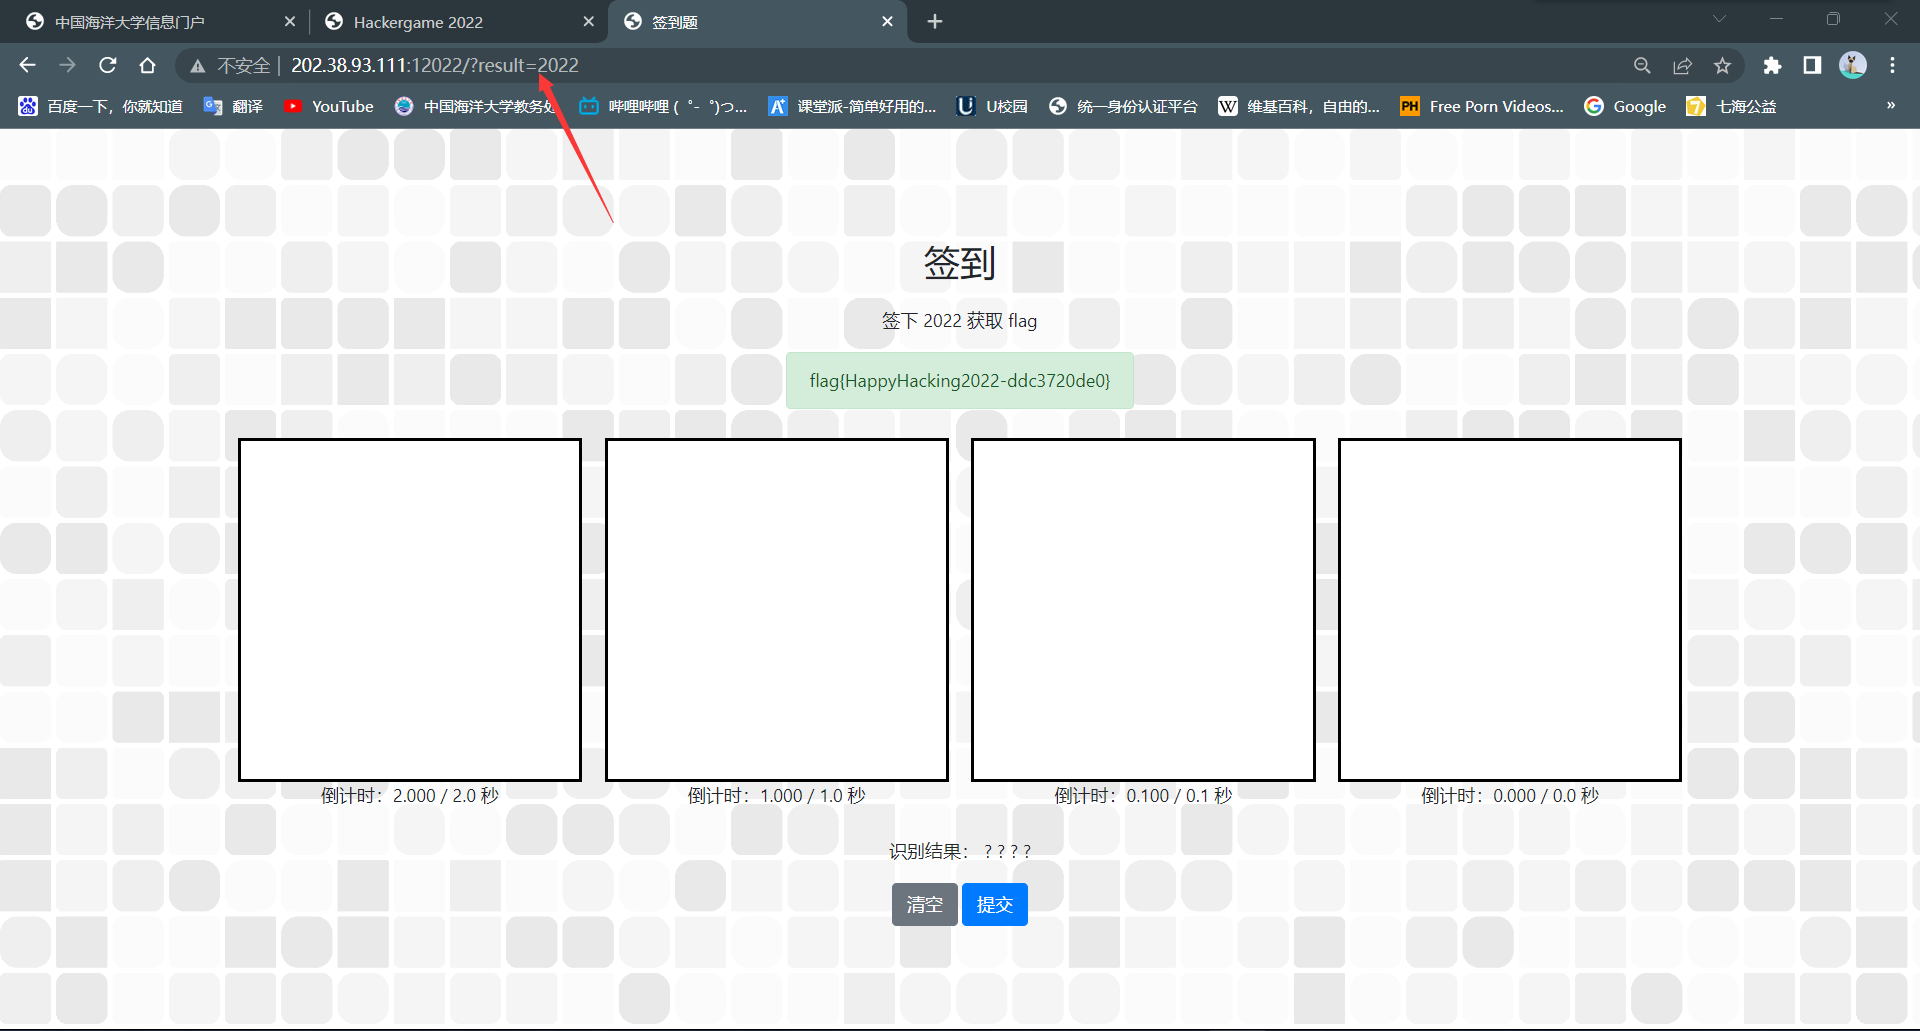 中国海洋大学信息门户
Hackergame 2022
签到题
不安全 | 202.38.93.111:12022/?result=2022
百度一下，你就知道
翻译
YouTube
中国海洋大学教务处
哔哩哔哩 (゜-゜)つ...
课堂派-简单好用的...
U校园
统一身份认证平台
W 维基百科，自由的...
PH Free Porn Videos...
G Google
7 七海公益
»
签到
签下 2022 获取 flag
flag{HappyHacking2022-ddc3720de0}
倒计时：2.000 / 2.0 秒
倒计时：1.000 / 1.0 秒
倒计时：0.100 / 0.1 秒
倒计时：0.000 / 0.0 秒
识别结果： ? ? ? ?
清空
提交